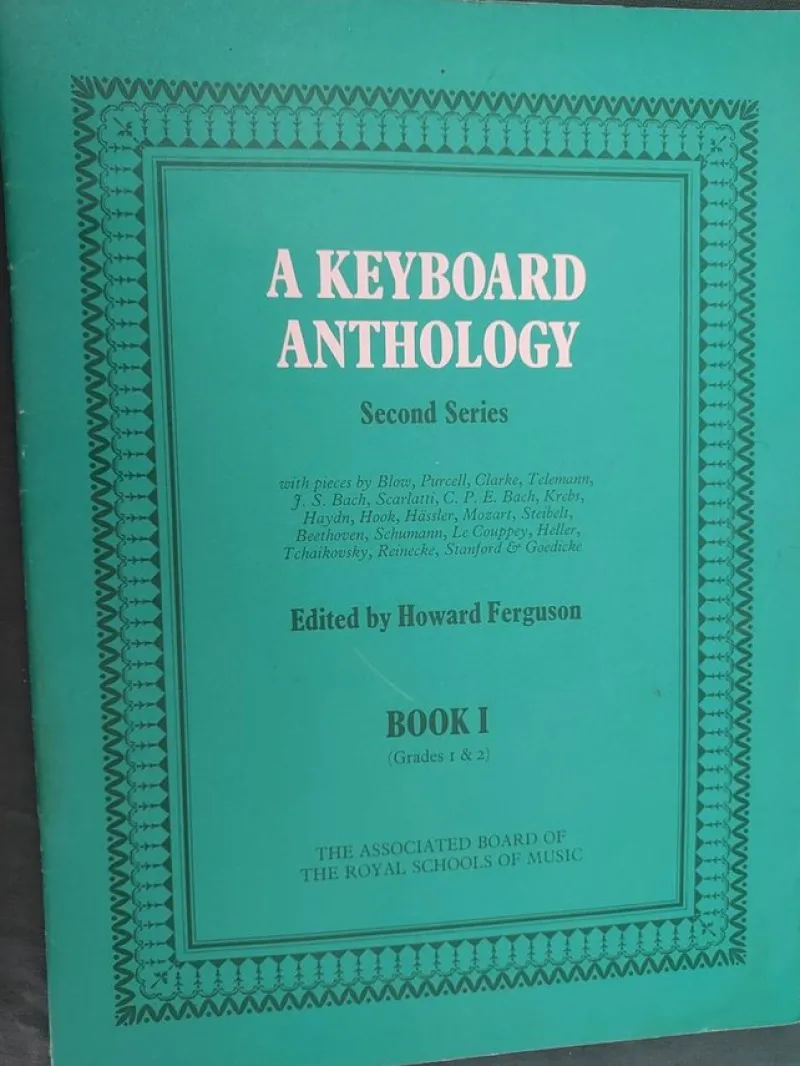 A KEYBOARD
ANTHOLOGY
Second Series
with pieces by Blow, Purcell, Clarke, Telemann,
J. S. Bach, Scarlatti, C. P. E. Bach, Krebs,
Haydn, Hook, Hässler, Mozart, Steibelt,
Beethoven, Schumann, Le Couppey, Heller,
Tchaikovsky, Reinecke, Stanford & Goedicke
Edited by Howard Ferguson
BOOK I
(Grades 1 & 2)
THE ASSOCIATED BOARD OF
THE ROYAL SCHOOLS OF MUSIC